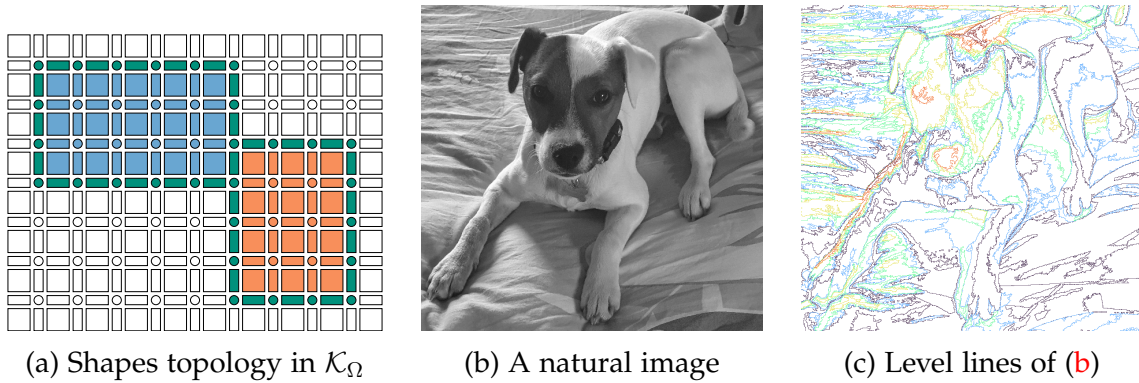 (a) Shapes topology in 𝒦_Ω
(b) A natural image
(c) Level lines of (b)